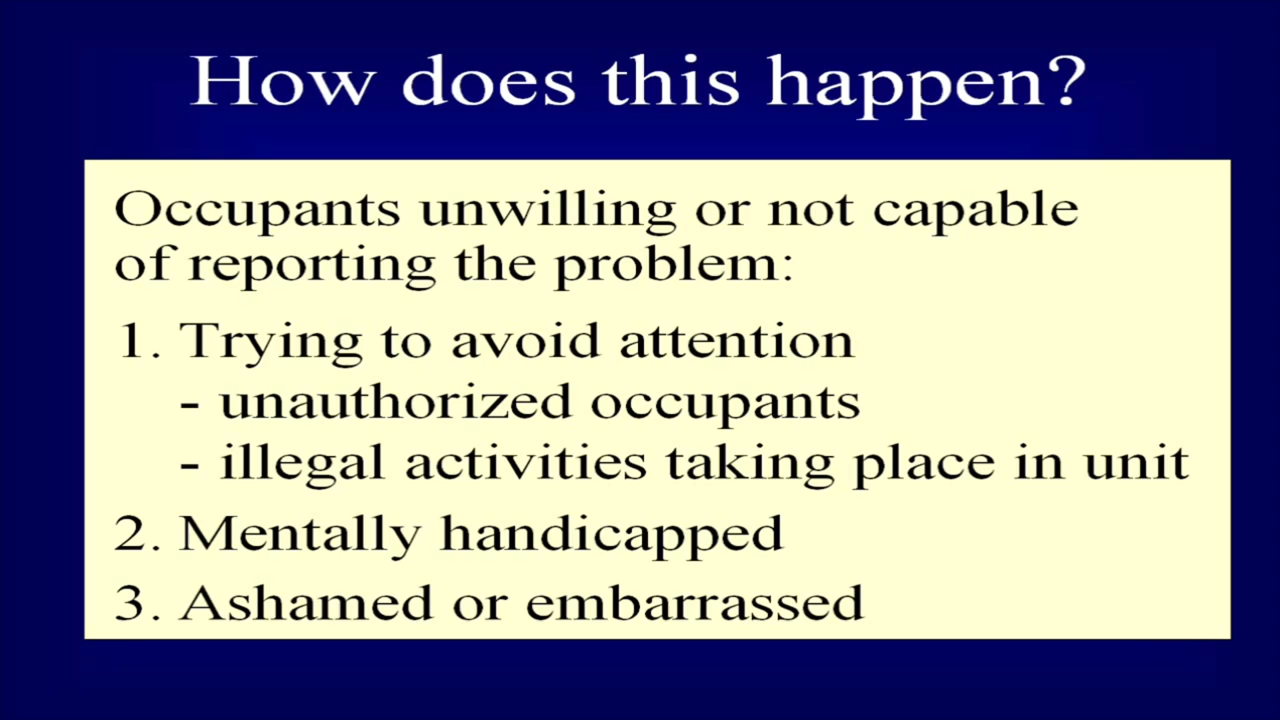 How does this happen?
Occupants unwilling or not capable
of reporting the problem:
1. Trying to avoid attention
- unauthorized occupants
- illegal activities taking place in unit
2. Mentally handicapped
3. Ashamed or embarrassed